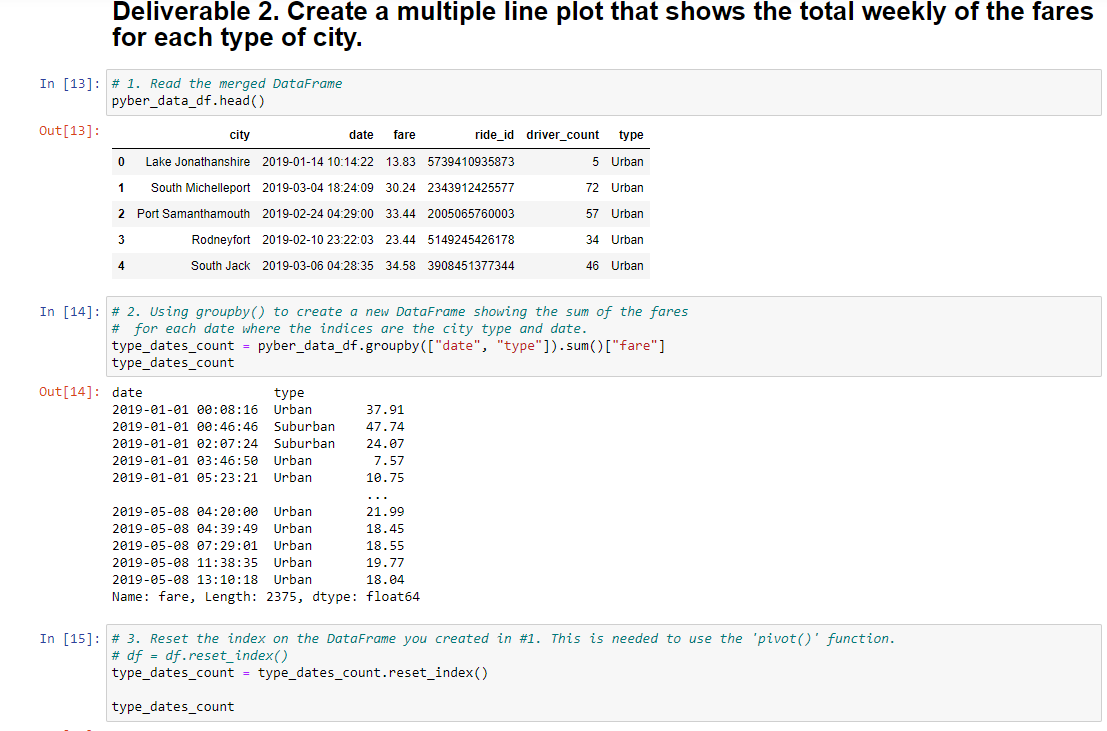 Deliverable 2. Create a multiple line plot that shows the total weekly of the fares
for each type of city.
In [13]: # 1. Read the merged DataFrame
pyber_data_df.head()
Out[13]:
city date fare ride_id driver_count type
0 Lake Jonathanshire 2019-01-14 10:14:22 13.83 5739410935873 5 Urban
1 South Michelleport 2019-03-04 18:24:09 30.24 2343912425577 72 Urban
2 Port Samanthamouth 2019-02-24 04:29:00 33.44 2005065760003 57 Urban
3 Rodneyfort 2019-02-10 23:22:03 23.44 5149245426178 34 Urban
4 South Jack 2019-03-06 04:28:35 34.58 3908451377344 46 Urban
In [14]: # 2. Using groupby() to create a new DataFrame showing the sum of the fares
#  for each date where the indices are the city type and date.
type_dates_count = pyber_data_df.groupby(["date", "type"]).sum()["fare"]
type_dates_count
Out[14]: date type
2019-01-01 00:08:16 Urban 37.91
2019-01-01 00:46:46 Suburban 47.74
2019-01-01 02:07:24 Suburban 24.07
2019-01-01 03:46:50 Urban 7.57
2019-01-01 05:23:21 Urban 10.75
...
2019-05-08 04:20:00 Urban 21.99
2019-05-08 04:39:49 Urban 18.45
2019-05-08 07:29:01 Urban 18.55
2019-05-08 11:38:35 Urban 19.77
2019-05-08 13:10:18 Urban 18.04
Name: fare, Length: 2375, dtype: float64
In [15]: # 3. Reset the index on the DataFrame you created in #1. This is needed to use the 'pivot()' function.
# df = df.reset_index()
type_dates_count = type_dates_count.reset_index()
type_dates_count